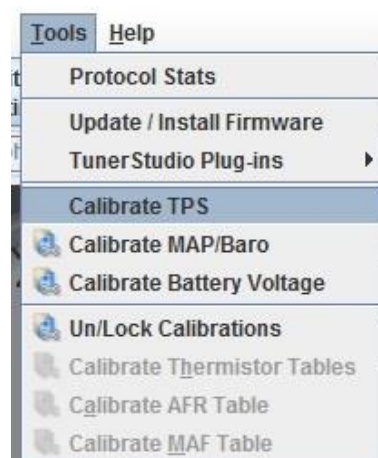 Tools Help
Protocol Stats
Update / Install Firmware
TunerStudio Plug-ins
Calibrate TPS
Calibrate MAP/Baro
Calibrate Battery Voltage
Un/Lock Calibrations
Calibrate Thermistor Tables
Calibrate AFR Table
Calibrate MAF Table